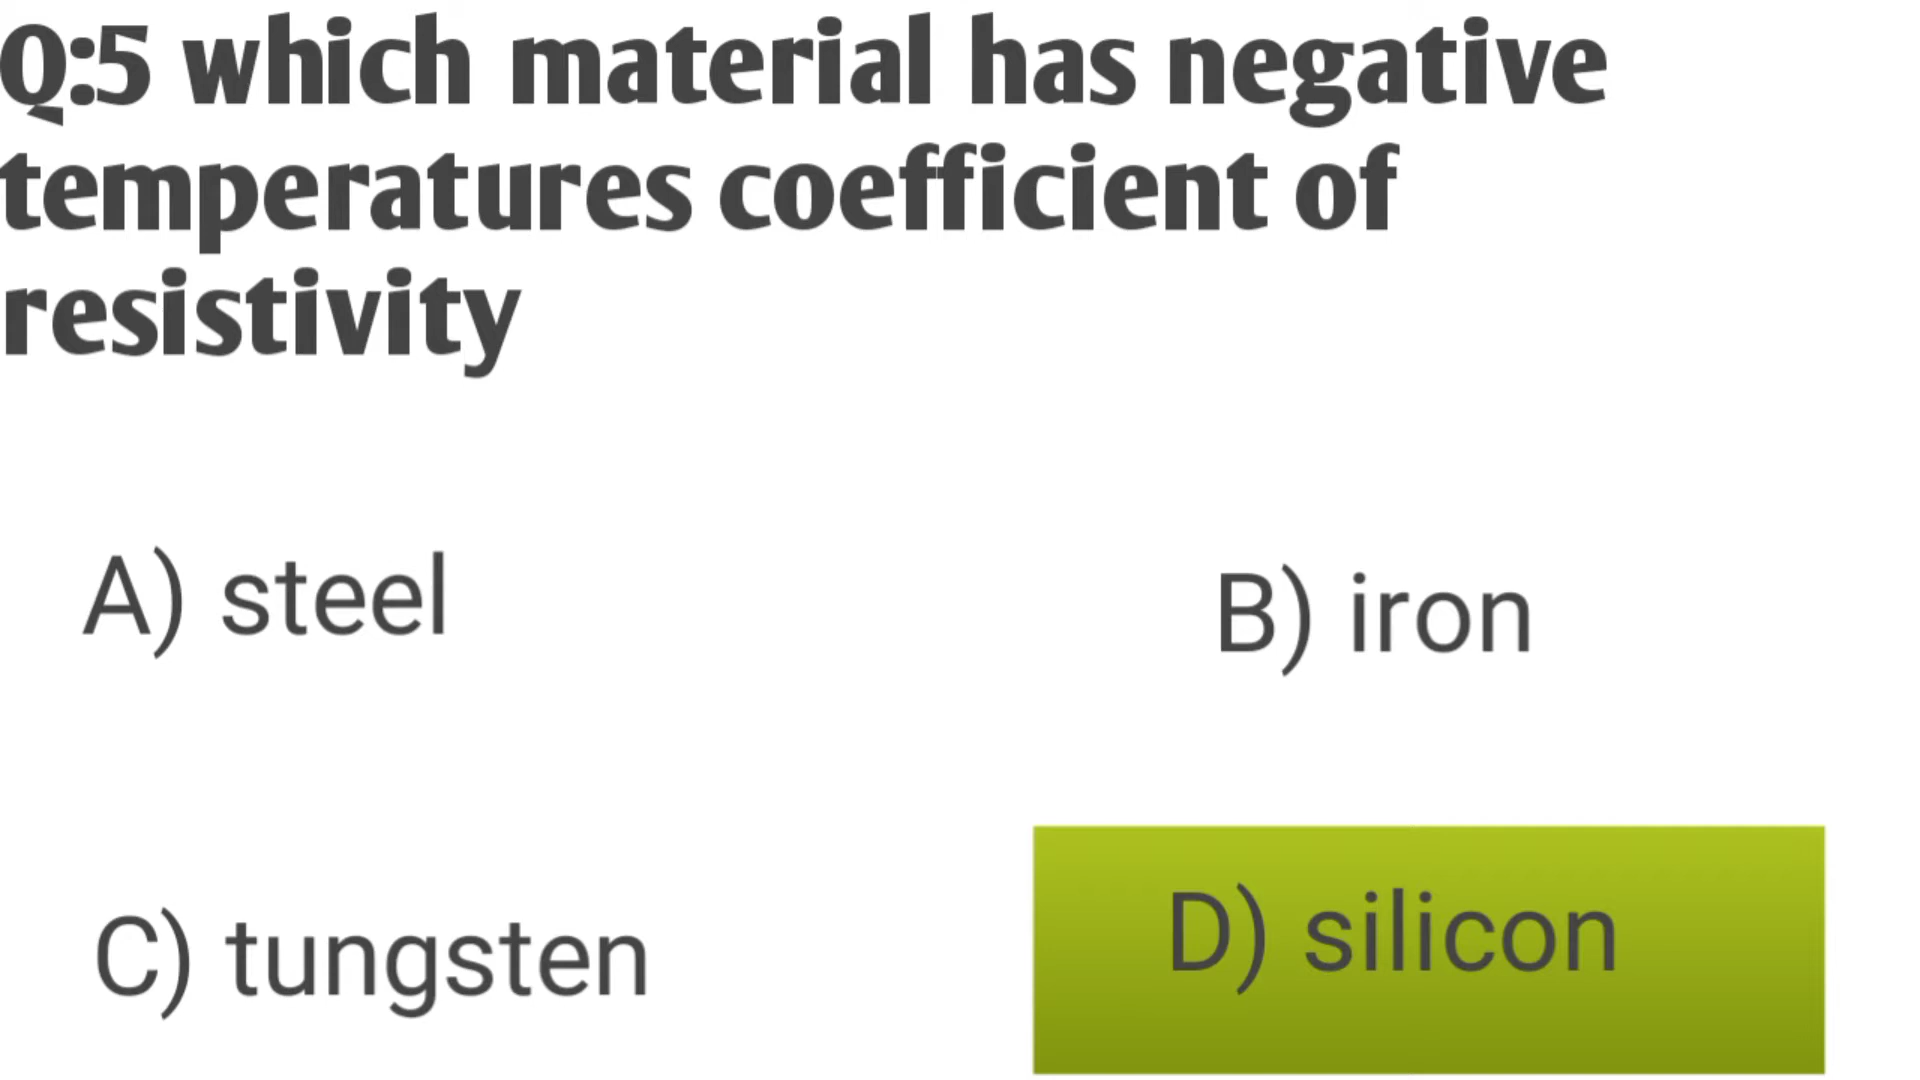 Q:5 which material has negative
temperatures coefficient of
resistivity
A) steel
B) iron
C) tungsten
D) silicon